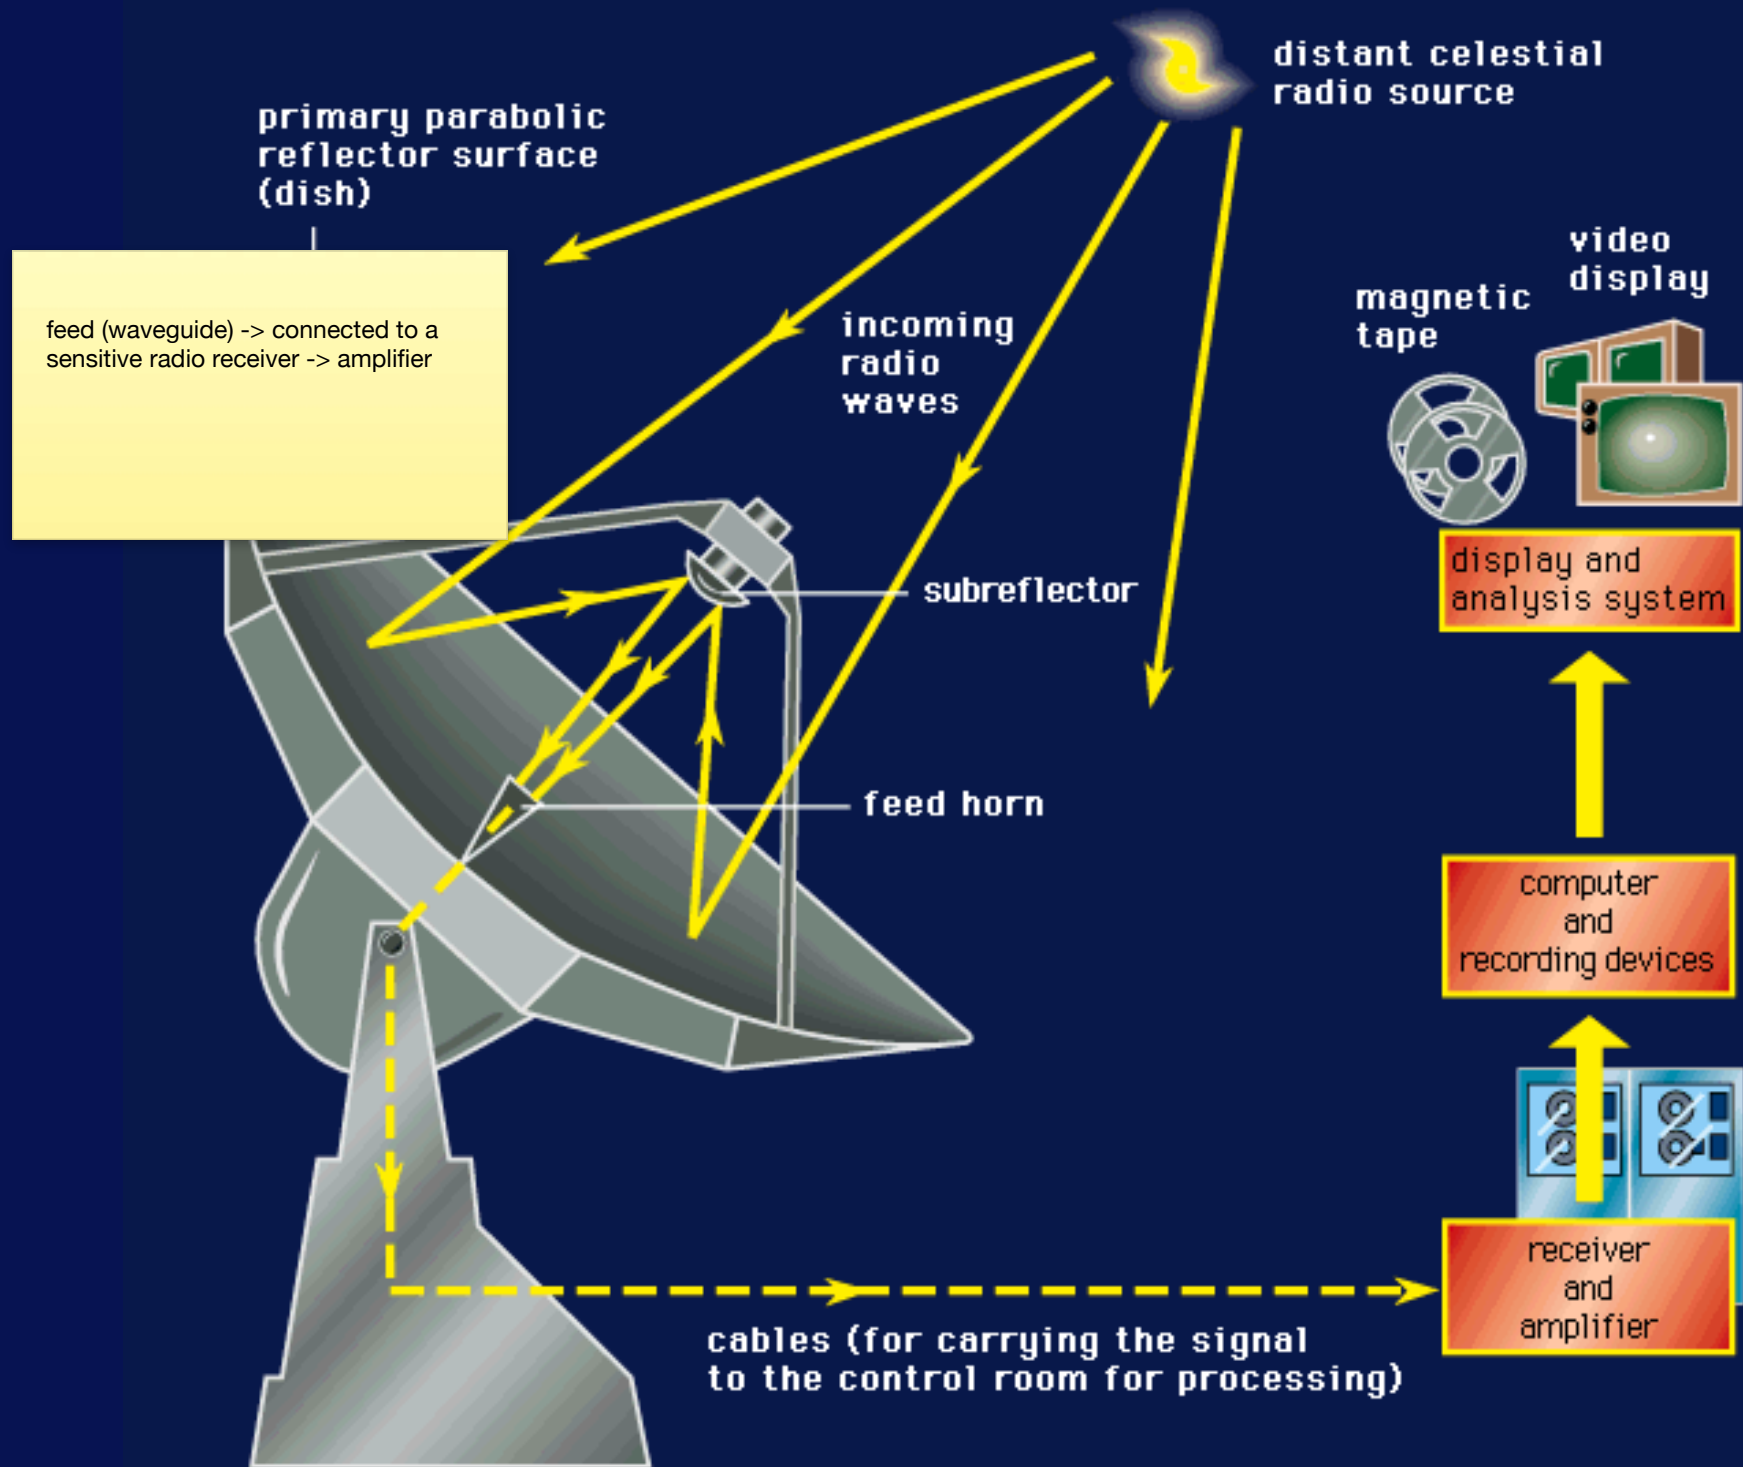 distant celestial
radio source
primary parabolic
reflector surface
(dish)
video
display
magnetic
tape
feed (waveguide) -> connected to a
sensitive radio receiver -> amplifier
incoming
radio
waves
display and
analysis system
subreflector
feed horn
computer
and
recording devices
receiver
and
amplifier
cables (for carrying the signal
to the control room for processing)